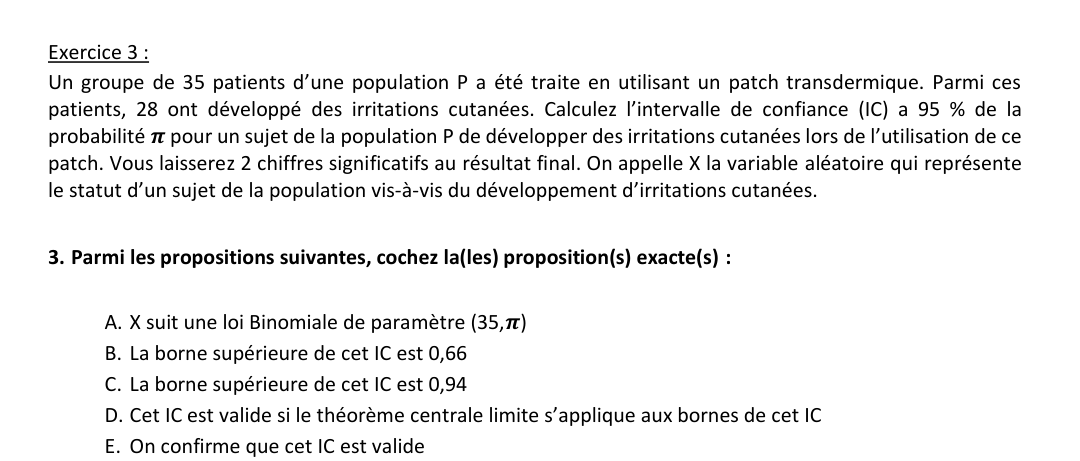 Exercice 3 :
Un groupe de 35 patients d’une population P a été traite en utilisant un patch transdermique. Parmi ces
patients, 28 ont développé des irritations cutanées. Calculez l’intervalle de confiance (IC) a 95 % de la
probabilité π pour un sujet de la population P de développer des irritations cutanées lors de l’utilisation de ce
patch. Vous laisserez 2 chiffres significatifs au résultat final. On appelle X la variable aléatoire qui représente
le statut d’un sujet de la population vis-à-vis du développement d’irritations cutanées.
3. Parmi les propositions suivantes, cochez la(les) proposition(s) exacte(s) :
A. X suit une loi Binomiale de paramètre (35,π)
B. La borne supérieure de cet IC est 0,66
C. La borne supérieure de cet IC est 0,94
D. Cet IC est valide si le théorème centrale limite s’applique aux bornes de cet IC
E. On confirme que cet IC est valide